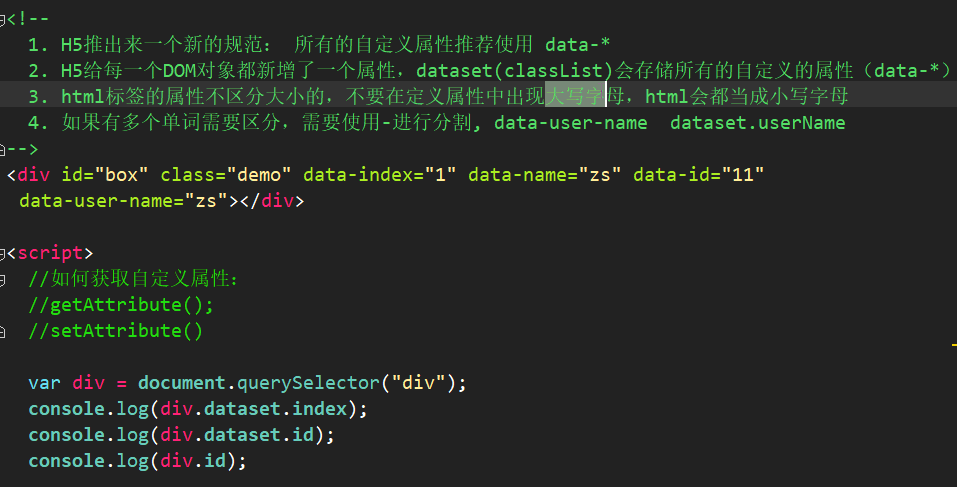 <!--
1. H5推出来一个新的规范： 所有的自定义属性推荐使用 data-*
2. H5给每一个DOM对象都新增了一个属性，dataset(classList)会存储所有的自定义的属性（data-*）
3. html标签的属性不区分大小的，不要在定义属性中出现大写字母，html会都当成小写字母
4. 如果有多个单词需要区分，需要使用-进行分割, data-user-name  dataset.userName
-->
<div id="box" class="demo" data-index="1" data-name="zs" data-id="11"
data-user-name="zs"></div>
<script>
//如何获取自定义属性：
//getAttribute();
//setAttribute()
var div = document.querySelector("div");
console.log(div.dataset.index);
console.log(div.dataset.id);
console.log(div.id);